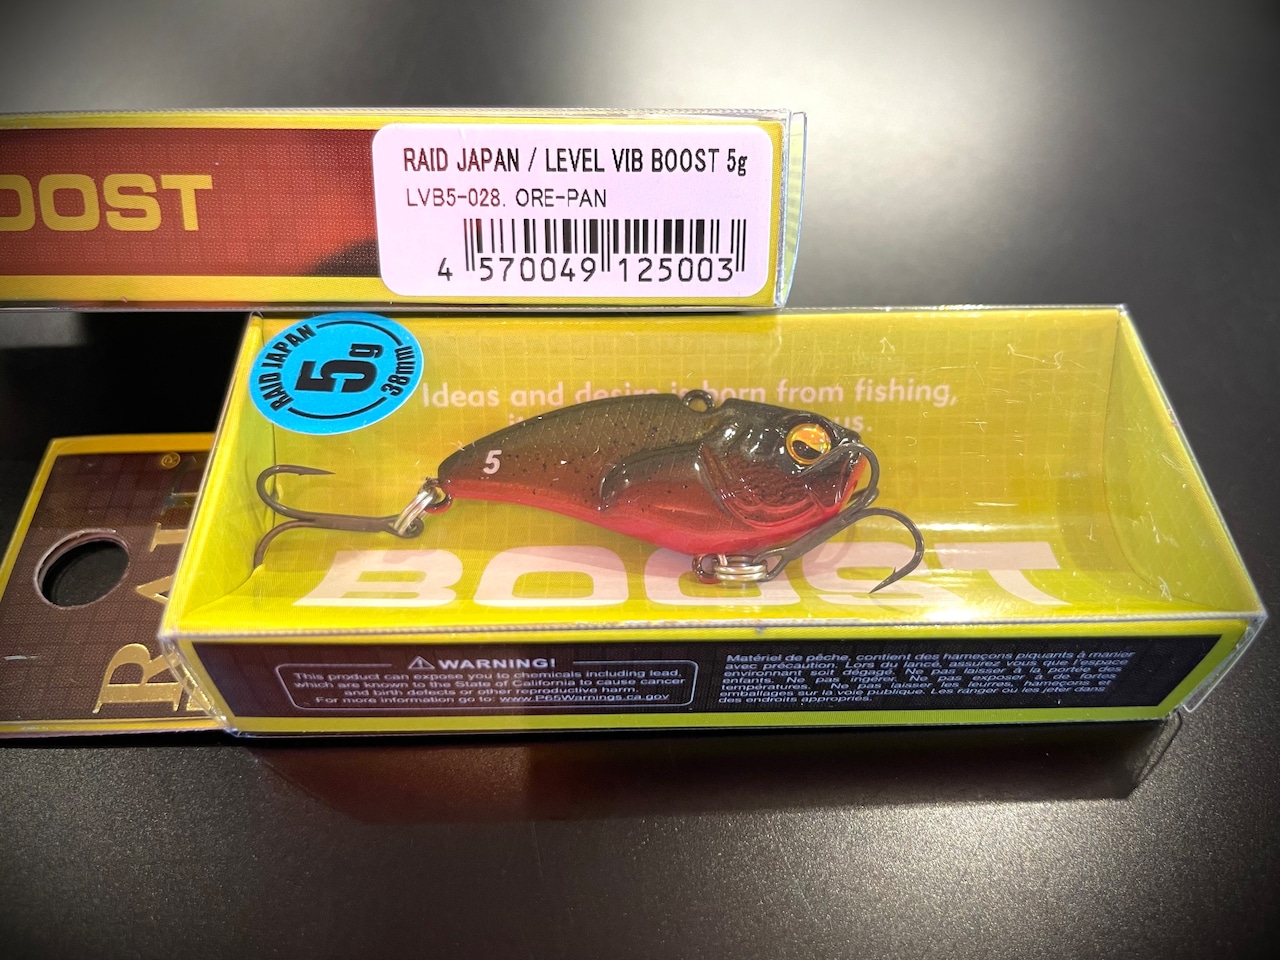 OOST
RAID JAPAN / LEVEL VIB BOOST 5g
LVB5-028. ORE-PAN
4 570049 125003
RAID JAPAN
5g
38mm
Ideas and desire is born from fishing,
us.
5
BOOST
RAI
®
WARNING!
This product can expose you to chemicals including lead,
which are known to the State of California to cause cancer
and birth defects or other reproductive harm.
For more information go to: www.P65Warnings.ca.gov
Matériel de pêche, contient des hameçons piquants à manier
avec précaution. Lors du lancé, assurez vous que l'espace
environnant soit dégagé. Ne pas laisser à la portée des
enfants. Ne pas ingérer. Ne pas exposer à de fortes
températures. Ne pas laisser les leurres, hameçons et
emballages sur la voie publique. Les ranger ou les jeter dans
des endroits appropriés.